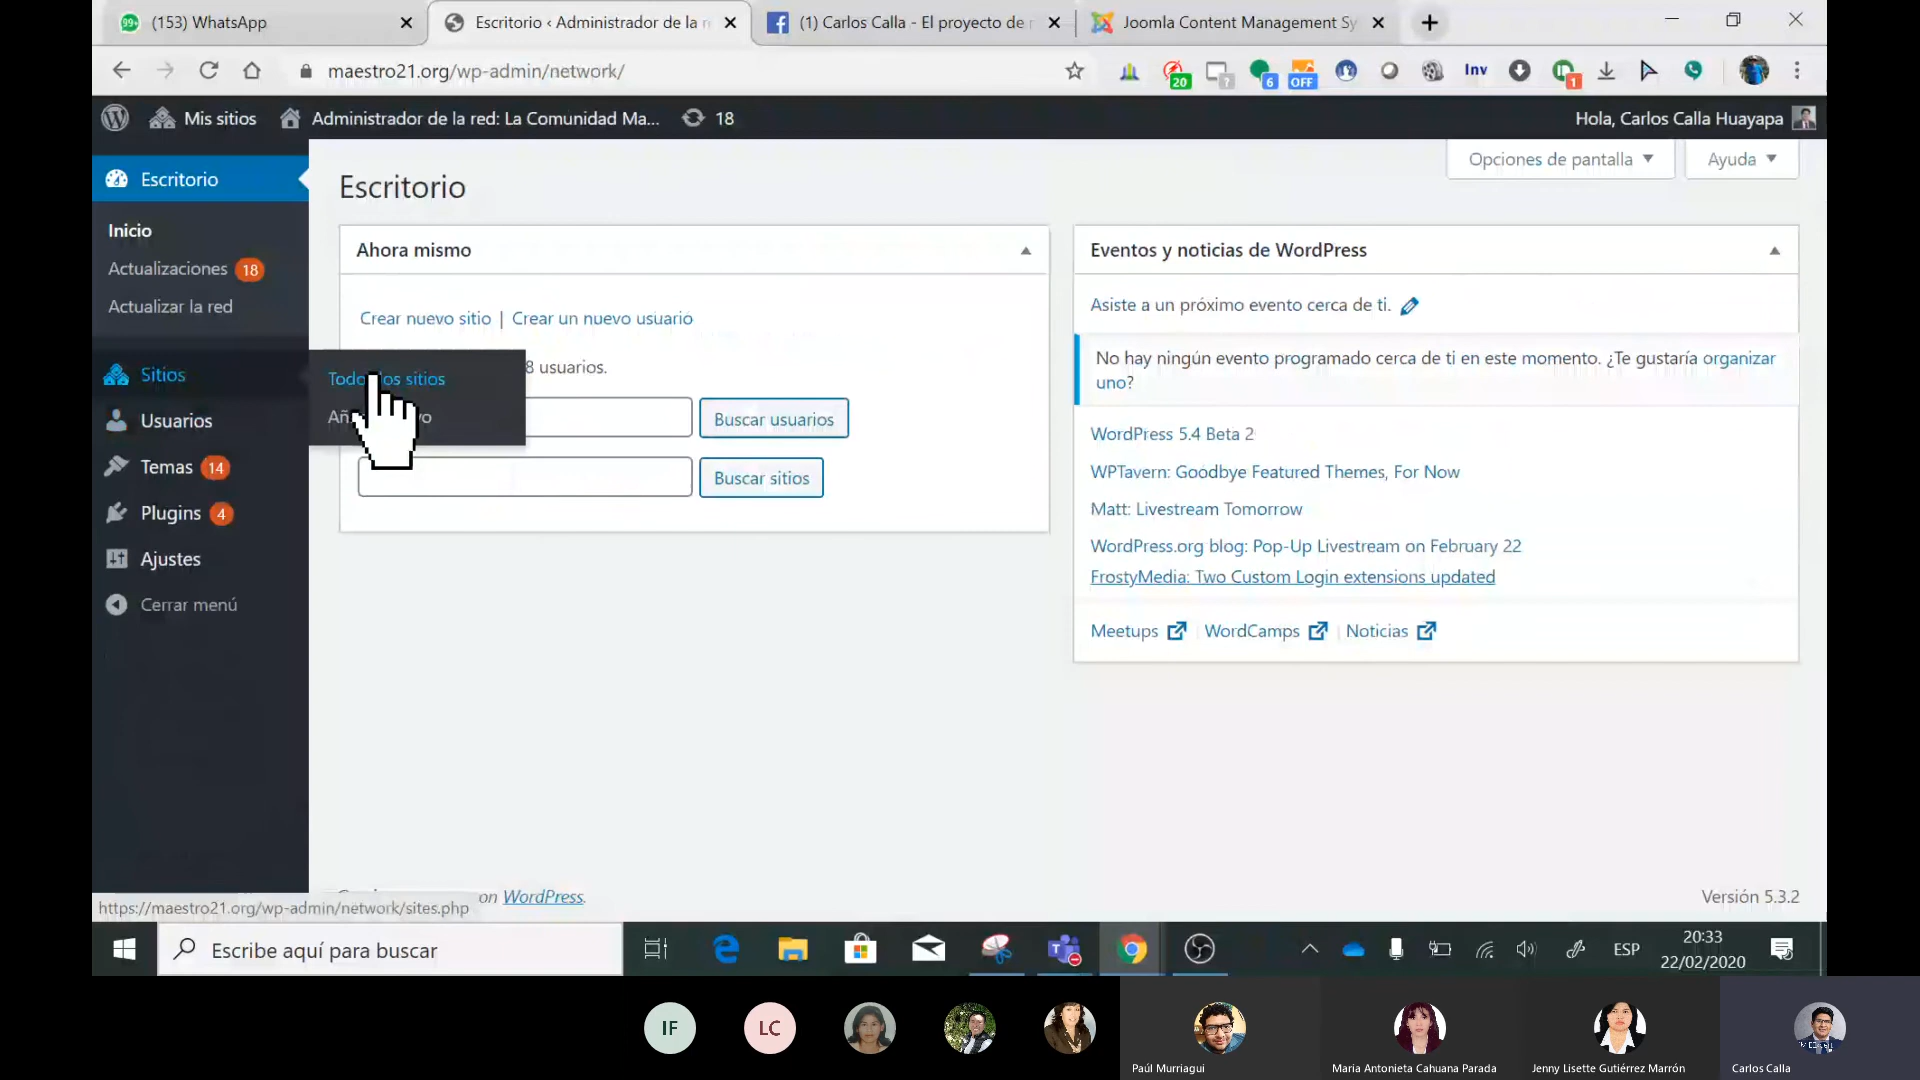 99+ (153) WhatsApp
Escritorio ‹ Administrador de la r
(1) Carlos Calla - El proyecto de
Joomla Content Management Sy
maestro21.org/wp-admin/network/
20
?
6
OFF
Inv
1
Mis sitios
Administrador de la red: La Comunidad Ma...
18
Hola, Carlos Calla Huayapa
Escritorio
Inicio
Actualizaciones 18
Actualizar la red
Sitios
Usuarios
Temas 14
Plugins 4
Ajustes
Cerrar menú
Todos los sitios
Opciones de pantalla
Ayuda
Escritorio
Ahora mismo
Crear nuevo sitio | Crear un nuevo usuario
8 usuarios.
Buscar usuarios
Buscar sitios
Eventos y noticias de WordPress
Asiste a un próximo evento cerca de ti.
No hay ningún evento programado cerca de ti en este momento. ¿Te gustaría organizar
uno?
WordPress 5.4 Beta 2
WPTavern: Goodbye Featured Themes, For Now
Matt: Livestream Tomorrow
WordPress.org blog: Pop-Up Livestream on February 22
FrostyMedia: Two Custom Login extensions updated
Meetups
WordCamps
Noticias
on WordPress.
Versión 5.3.2
https://maestro21.org/wp-admin/network/sites.php
Escribe aquí para buscar
ESP
20:33
22/02/2020
IF
LC
Paúl Murriagui
Maria Antonieta Cahuana Parada
Jenny Lisette Gutiérrez Marrón
Carlos Calla